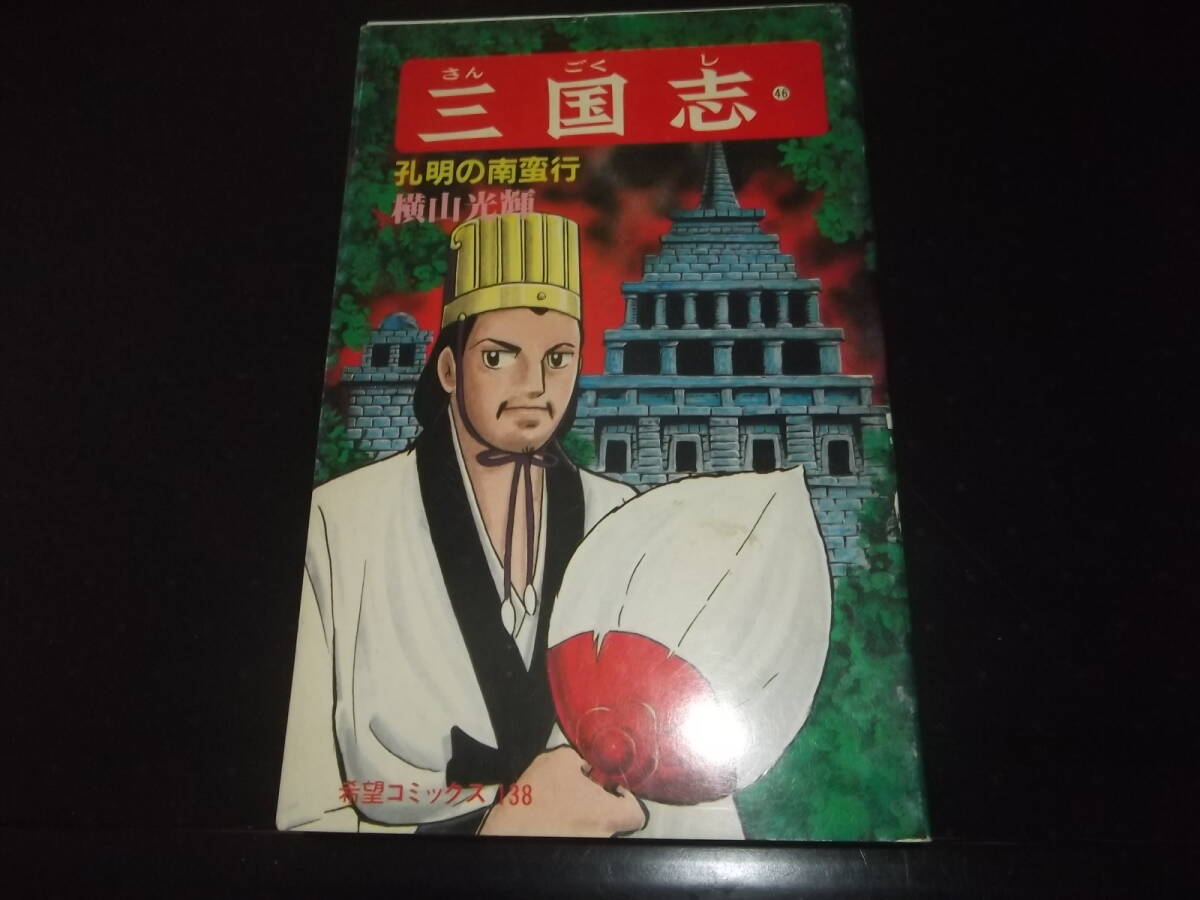 さん ごく し
三国志 ㊻
孔明の南蛮行
横山光輝
希望コミックス 138